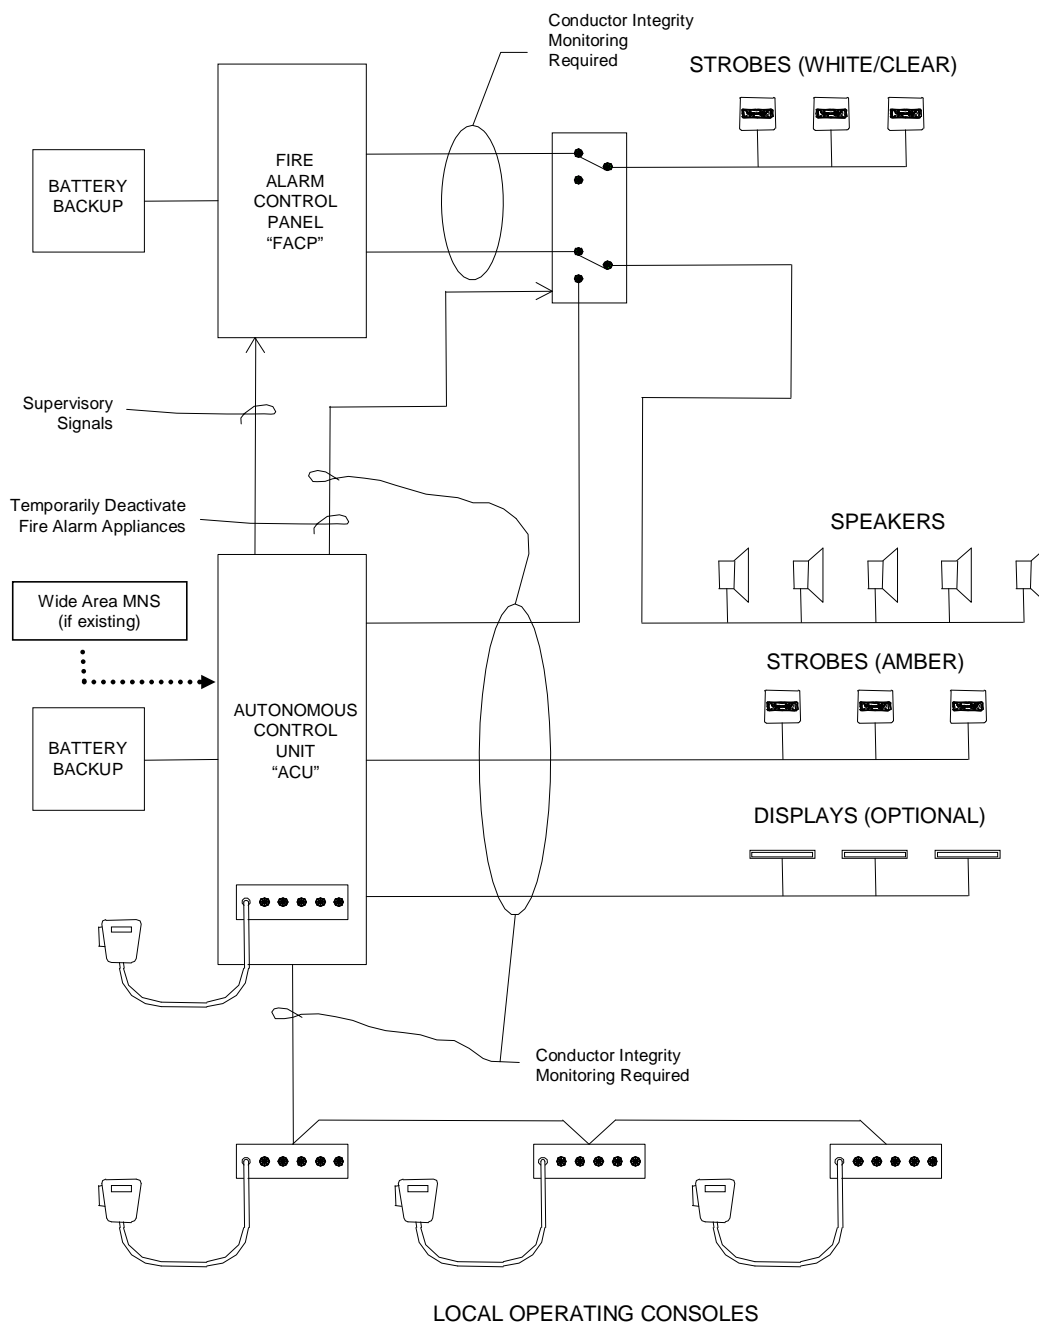 Conductor Integrity
Monitoring
Required
STROBES (WHITE/CLEAR)
FIRE
ALARM
CONTROL
PANEL
“FACP”
BATTERY
BACKUP
Supervisory
Signals
Temporarily Deactivate
Fire Alarm Appliances
SPEAKERS
Wide Area MNS
(if existing)
STROBES (AMBER)
AUTONOMOUS
CONTROL
UNIT
“ACU”
BATTERY
BACKUP
DISPLAYS (OPTIONAL)
Conductor Integrity
Monitoring Required
LOCAL OPERATING CONSOLES